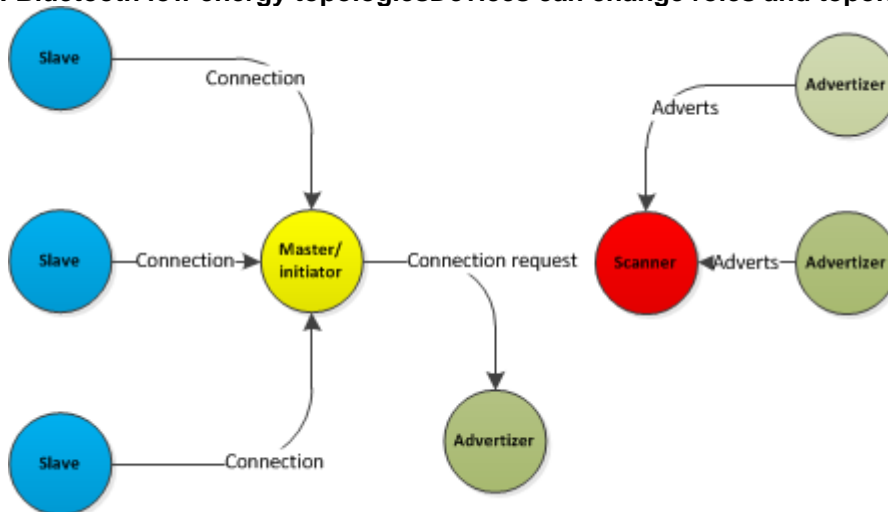 Bluetooth low energy topologiesDevices can change roles and
Slave
Connection
Advertizer
Adverts
Slave
Connection
Master/
initiator
Connection request
Scanner
Adverts
Advertizer
Advertizer
Slave
Connection